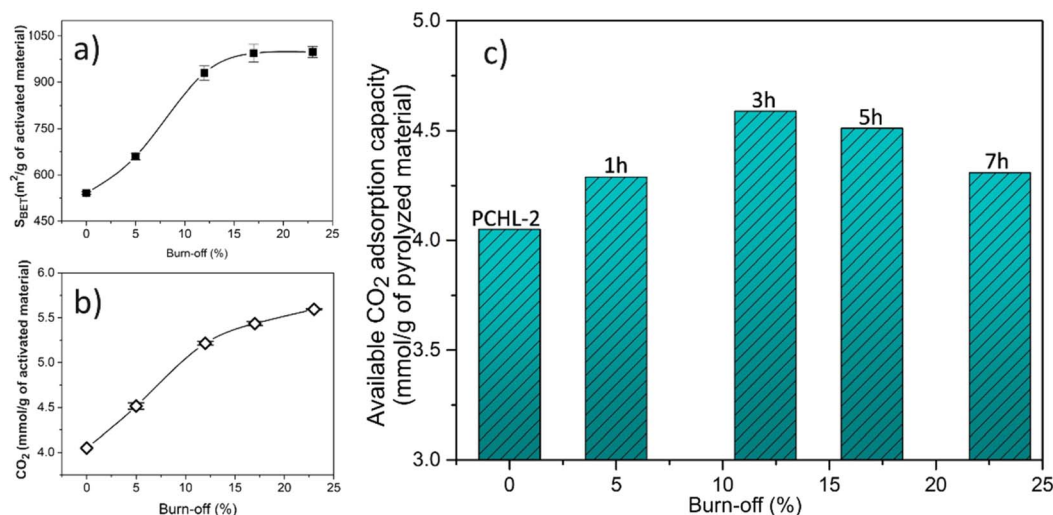 a)
1050
900
750
600
450
S_BET (m²/g of activated material)
0 5 10 15 20 25
Burn-off (%)
b)
6.0
5.5
5.0
4.5
4.0
CO₂ (mmol/g of activated material)
0 5 10 15 20 25
Burn-off (%)
c)
5.0
4.5
4.0
3.5
3.0
Available CO₂ adsorption capacity
(mmol/g of pyrolyzed material)
PCHL-2
1h
3h
5h
7h
0 5 10 15 20 25
Burn-off (%)